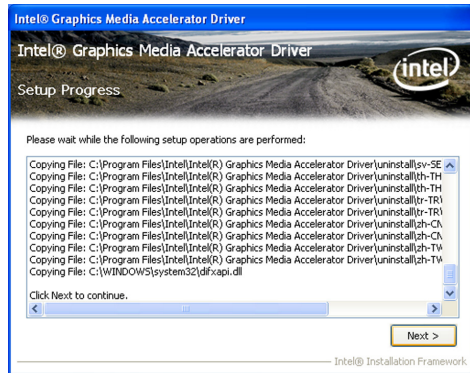 Intel® Graphics Media Accelerator Driver
Intel® Graphics Media Accelerator Driver
intel
Setup Progress
Please wait while the following setup operations are performed:
Copying File: C:\Program Files\Intel\Intel(R) Graphics Media Accelerator Driver\uninstall\sv-SE
Copying File: C:\Program Files\Intel\Intel(R) Graphics Media Accelerator Driver\uninstall\th-TH
Copying File: C:\Program Files\Intel\Intel(R) Graphics Media Accelerator Driver\uninstall\th-TH
Copying File: C:\Program Files\Intel\Intel(R) Graphics Media Accelerator Driver\uninstall\tr-TR\
Copying File: C:\Program Files\Intel\Intel(R) Graphics Media Accelerator Driver\uninstall\tr-TR\
Copying File: C:\Program Files\Intel\Intel(R) Graphics Media Accelerator Driver\uninstall\zh-CN
Copying File: C:\Program Files\Intel\Intel(R) Graphics Media Accelerator Driver\uninstall\zh-CN
Copying File: C:\Program Files\Intel\Intel(R) Graphics Media Accelerator Driver\uninstall\zh-TW
Copying File: C:\Program Files\Intel\Intel(R) Graphics Media Accelerator Driver\uninstall\zh-TW
Copying File: C:\WINDOWS\system32\difxapi.dll
Click Next to continue.
Next >
Intel® Installation Framework